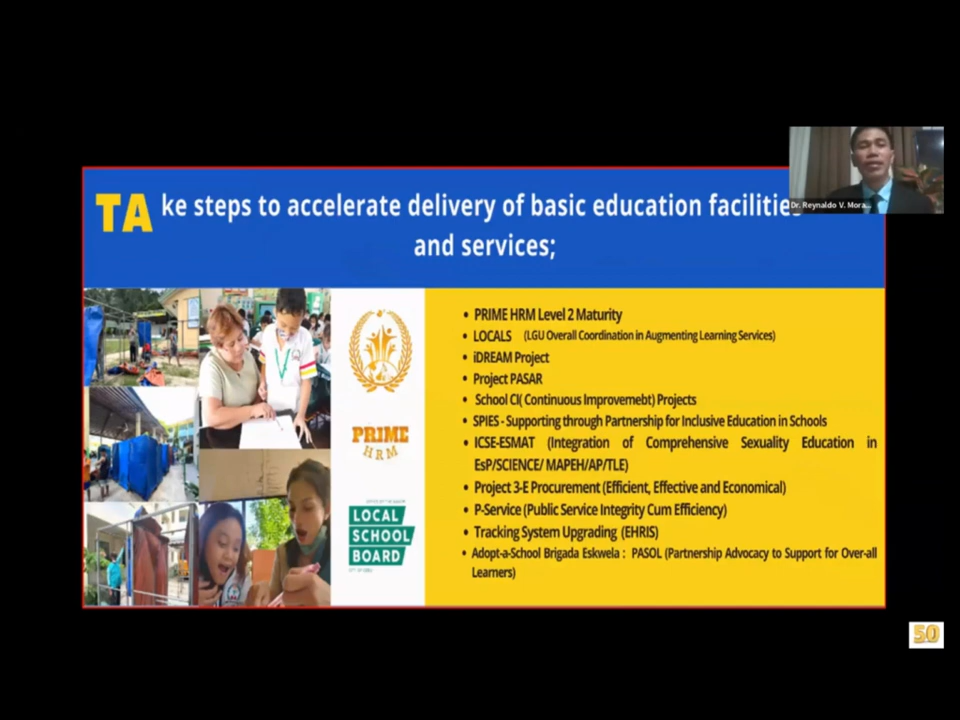 Dr. Reynaldo V. Mora...
TAke steps to accelerate delivery of basic education facilitie
and services;
• PRIME HRM Level 2 Maturity
• LOCALS (LGU Overall Coordination in Augmenting Learning Services)
• iDREAM Project
• Project PASAR
• School CI( Continuous Improvemebt) Projects
• SPIES - Supporting through Partnership for Inclusive Education in Schools
• ICSE-ESMAT (Integration of Comprehensive Sexuality Education in
EsP/SCIENCE/ MAPEH/AP/TLE)
• Project 3-E Procurement (Efficient, Effective and Economical)
• P-Service (Public Service Integrity Cum Efficiency)
• Tracking System Upgrading (EHRIS)
• Adopt-a-School Brigada Eskwela : PASOL (Partnership Advocacy to Support for Over-all
Learners)
PRIME
HRM
LOCAL
SCHOOL
BOARD
50